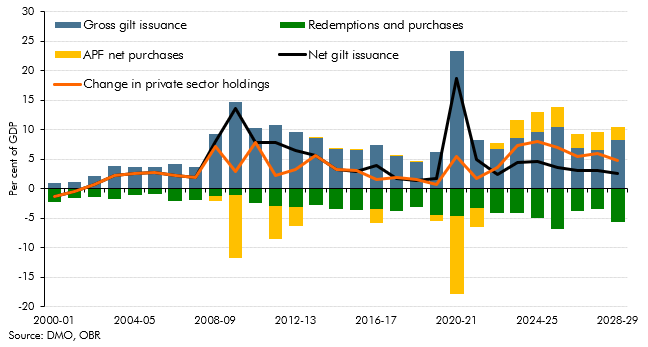 Gross gilt issuance
Redemptions and purchases
APF net purchases
Net gilt issuance
Change in private sector holdings
Per cent of GDP
30
25
20
15
10
5
0
-5
-10
-15
-20
2000-01 2004-05 2008-09 2012-13 2016-17 2020-21 2024-25 2028-29
Source: DMO, OBR